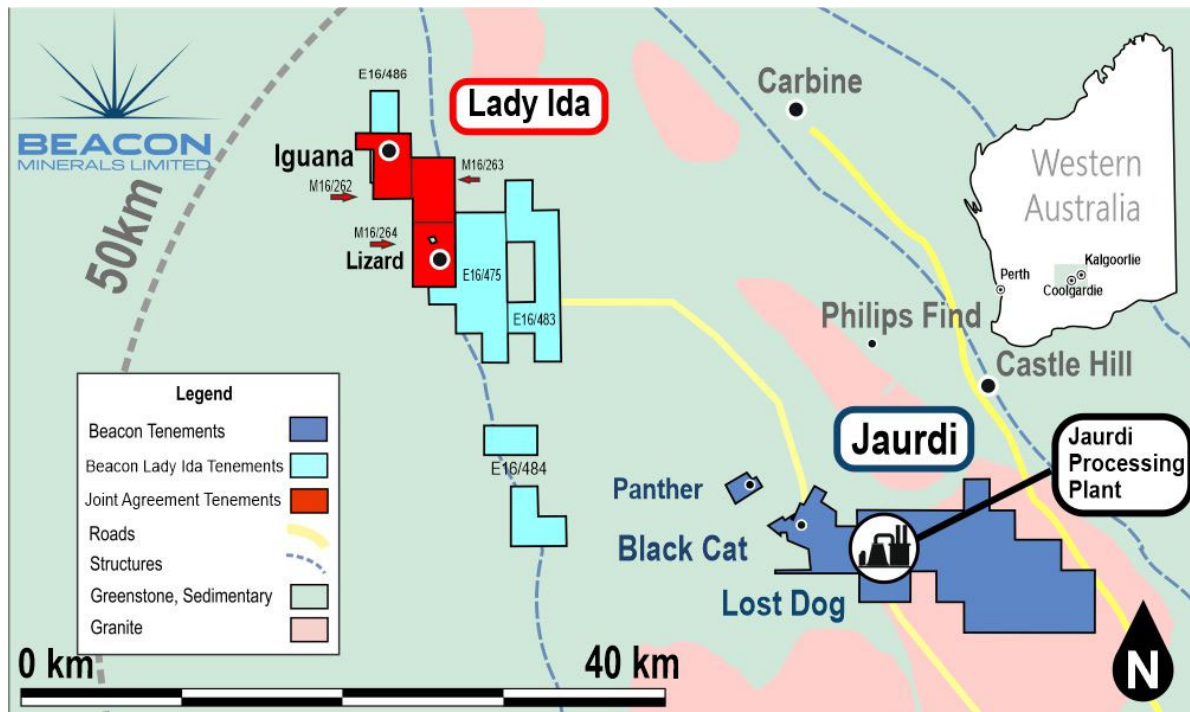 BEACON
MINERALS LIMITED
50km
E16/486
Lady Ida
Iguana
M16/262
M16/263
M16/264
Lizard
E16/475
E16/483
E16/484
Carbine
Philips Find
Castle Hill
Western
Australia
Perth
Kalgoorlie
Coolgardie
Jaurdi
Jaurdi
Processing
Plant
Panther
Black Cat
Lost Dog
Legend
Beacon Tenements
Beacon Lady Ida Tenements
Joint Agreement Tenements
Roads
Structures
Greenstone, Sedimentary
Granite
0 km
40 km
N